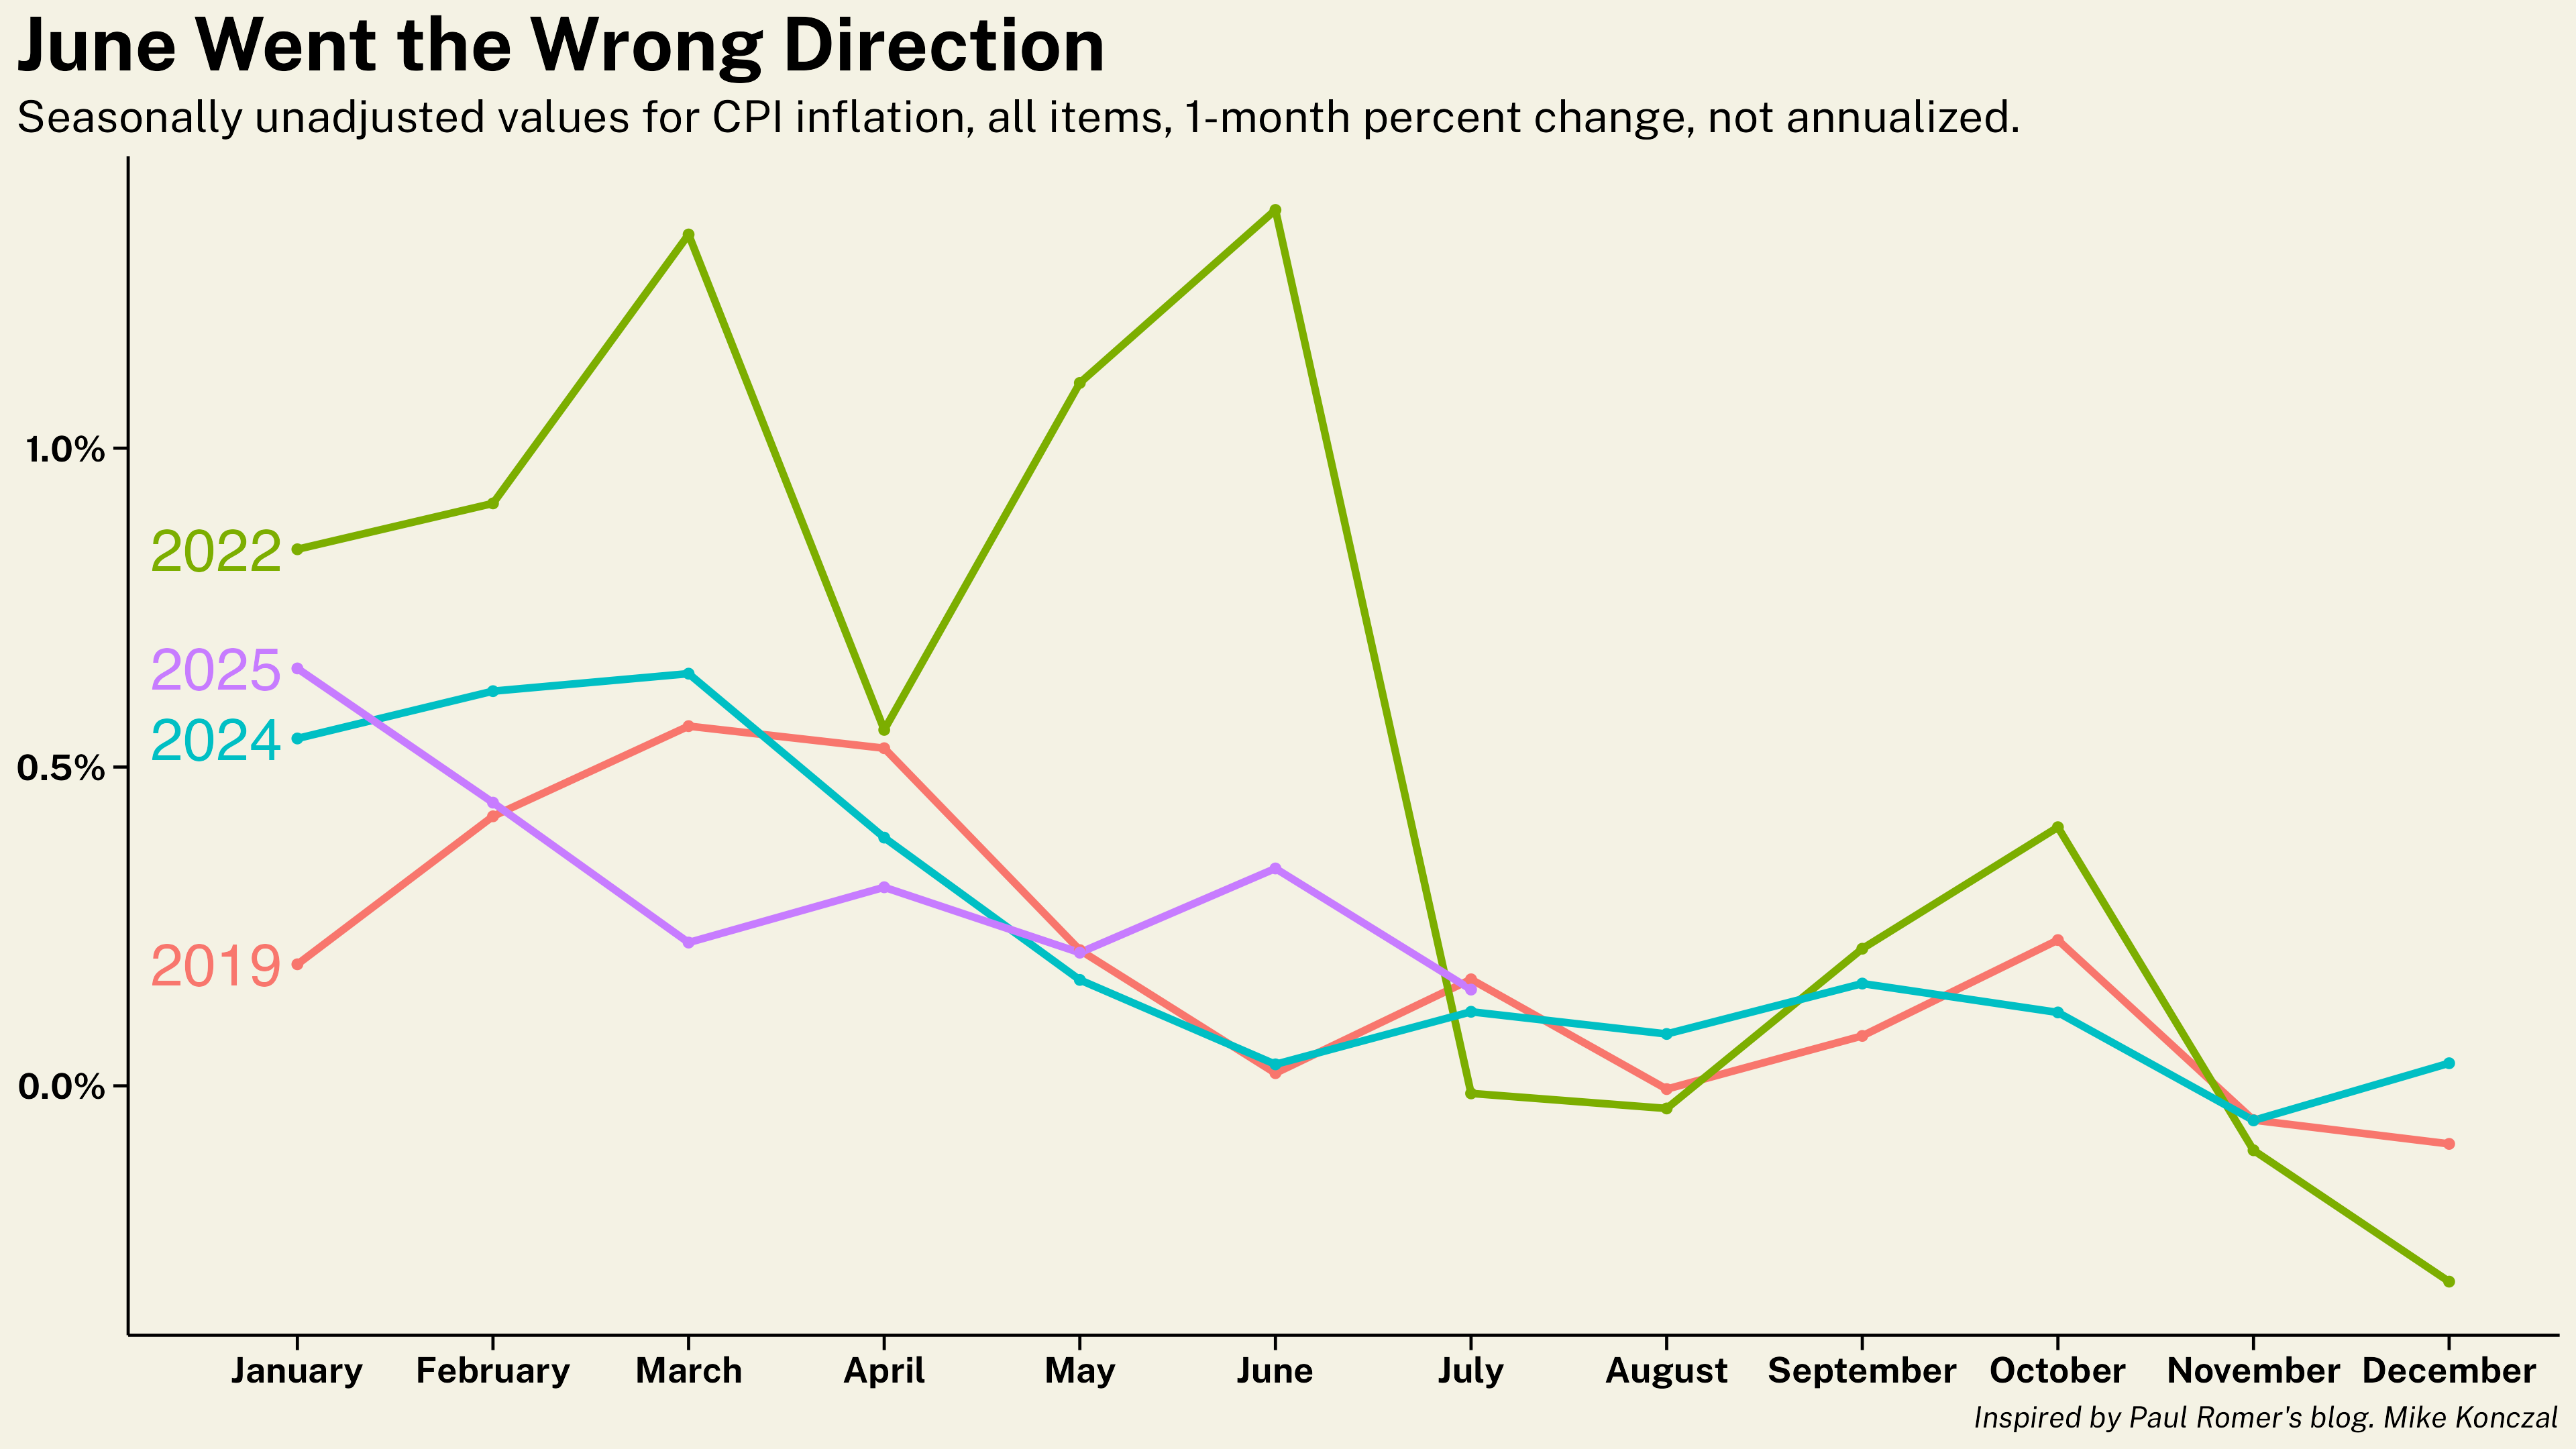 June Went the Wrong Direction
Seasonally unadjusted values for CPI inflation, all items, 1-month percent change, not annualized.
1.0%
2022
2025
2024
0.5%
2019
0.0%
January February March April May June July August September October November December
Inspired by Paul Romer's blog. Mike Konczal